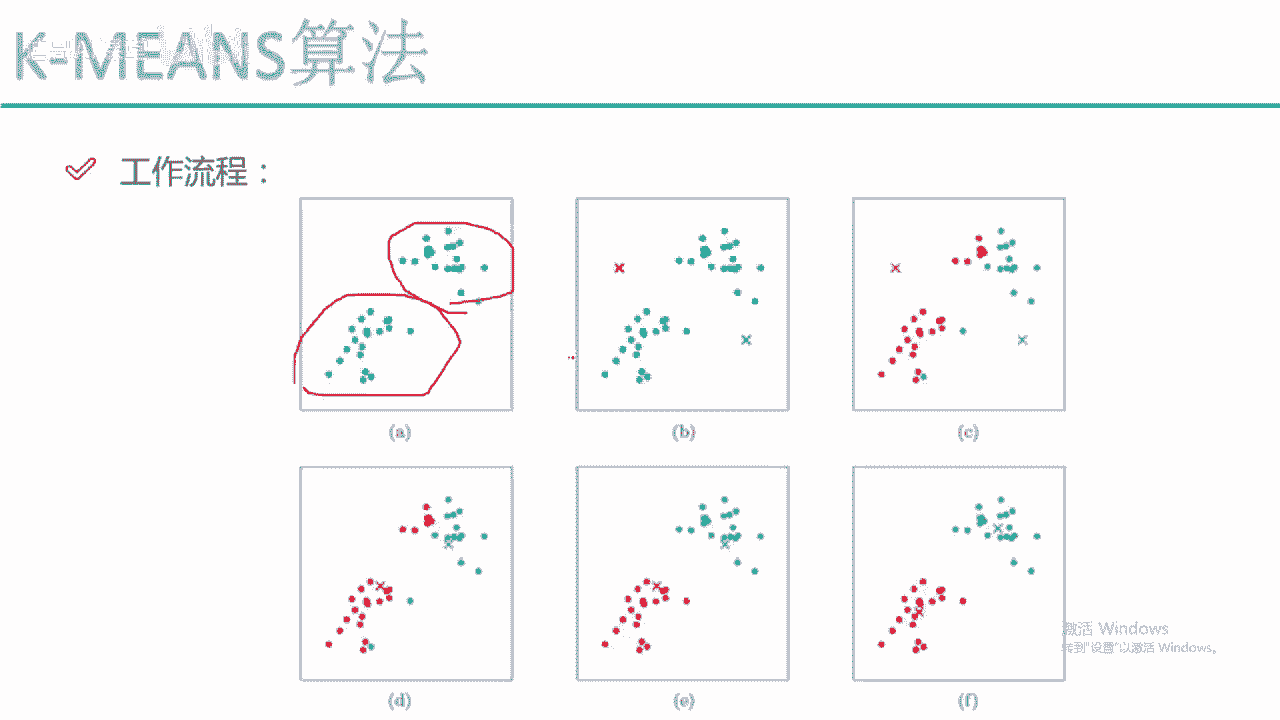 K-MEANS算法
工作流程：
(a)
(b)
(c)
(d)
(e)
(f)
激活 Windows
转到"设置"以激活 Windows。